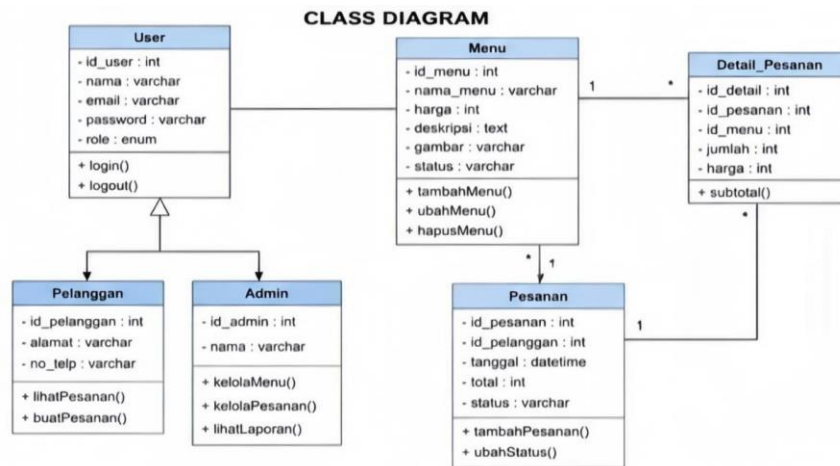 CLASS DIAGRAM
User
- id_user : int
- nama : varchar
- email : varchar
- password : varchar
- role : enum
+ login()
+ logout()
Menu
- id_menu : int
- nama_menu : varchar
- harga : int
- deskripsi : text
- gambar : varchar
- status : varchar
+ tambahMenu()
+ ubahMenu()
+ hapusMenu()
1
*
Detail_Pesanan
- id_detail : int
- id_pesanan : int
- id_menu : int
- jumlah : int
- harga : int
+ subtotal()
*
* 1
Pelanggan
- id_pelanggan : int
- alamat : varchar
- no_telp : varchar
+ lihatPesanan()
+ buatPesanan()
Admin
- id_admin : int
- nama : varchar
+ kelolaMenu()
+ kelolaPesanan()
+ lihatLaporan()
Pesanan
- id_pesanan : int
- id_pelanggan : int
- tanggal : datetime
- total : int
- status : varchar
+ tambahPesanan()
+ ubahStatus()
1